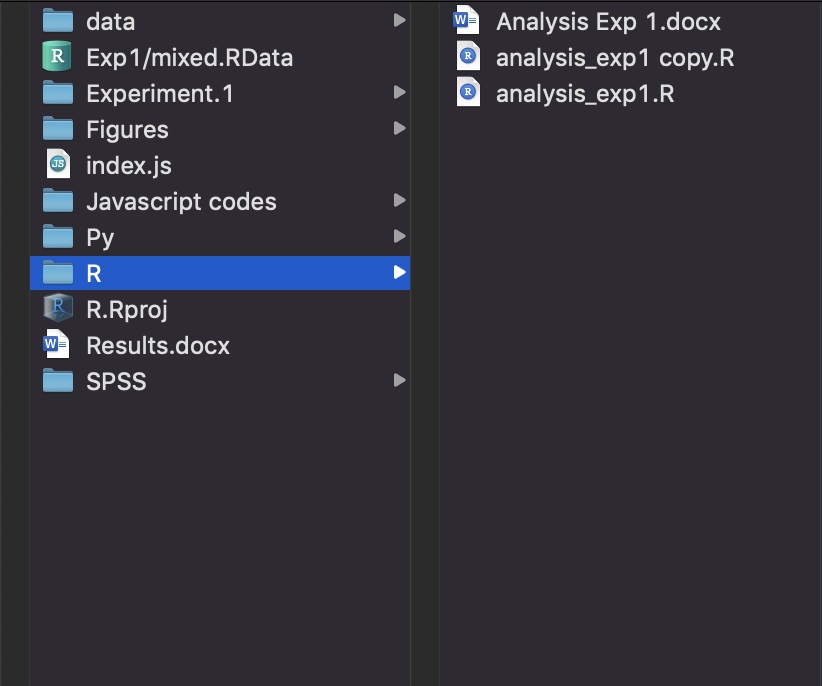 data
Exp1/mixed.RData
Experiment.1
Figures
index.js
Javascript codes
Py
R
R.Rproj
Results.docx
SPSS
Analysis Exp 1.docx
analysis_exp1 copy.R
analysis_exp1.R